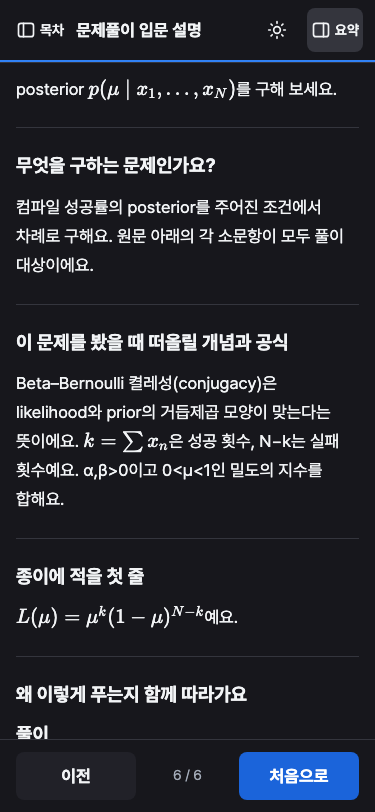 목차 문제풀이 입문 설명 요약
posterior p(μ | x₁, . . . , x_N)를 구해 보세요.
무엇을 구하는 문제인가요?
컴파일 성공률의 posterior를 주어진 조건에서
차례로 구해요. 원문 아래의 각 소문항이 모두 풀이
대상이에요.
이 문제를 봤을 때 떠올릴 개념과 공식
Beta–Bernoulli 켤레성(conjugacy)은
likelihood와 prior의 거듭제곱 모양이 맞는다는
뜻이에요. k = ∑ xₙ은 성공 횟수, N−k는 실패
횟수예요. α,β>0이고 0<μ<1인 밀도의 지수를
합해요.
종이에 적을 첫 줄
L(μ) = μᵏ(1 − μ)ᴺ⁻ᵏ예요.
왜 이렇게 푸는지 함께 따라가요
풀이
이전 6 / 6 처음으로